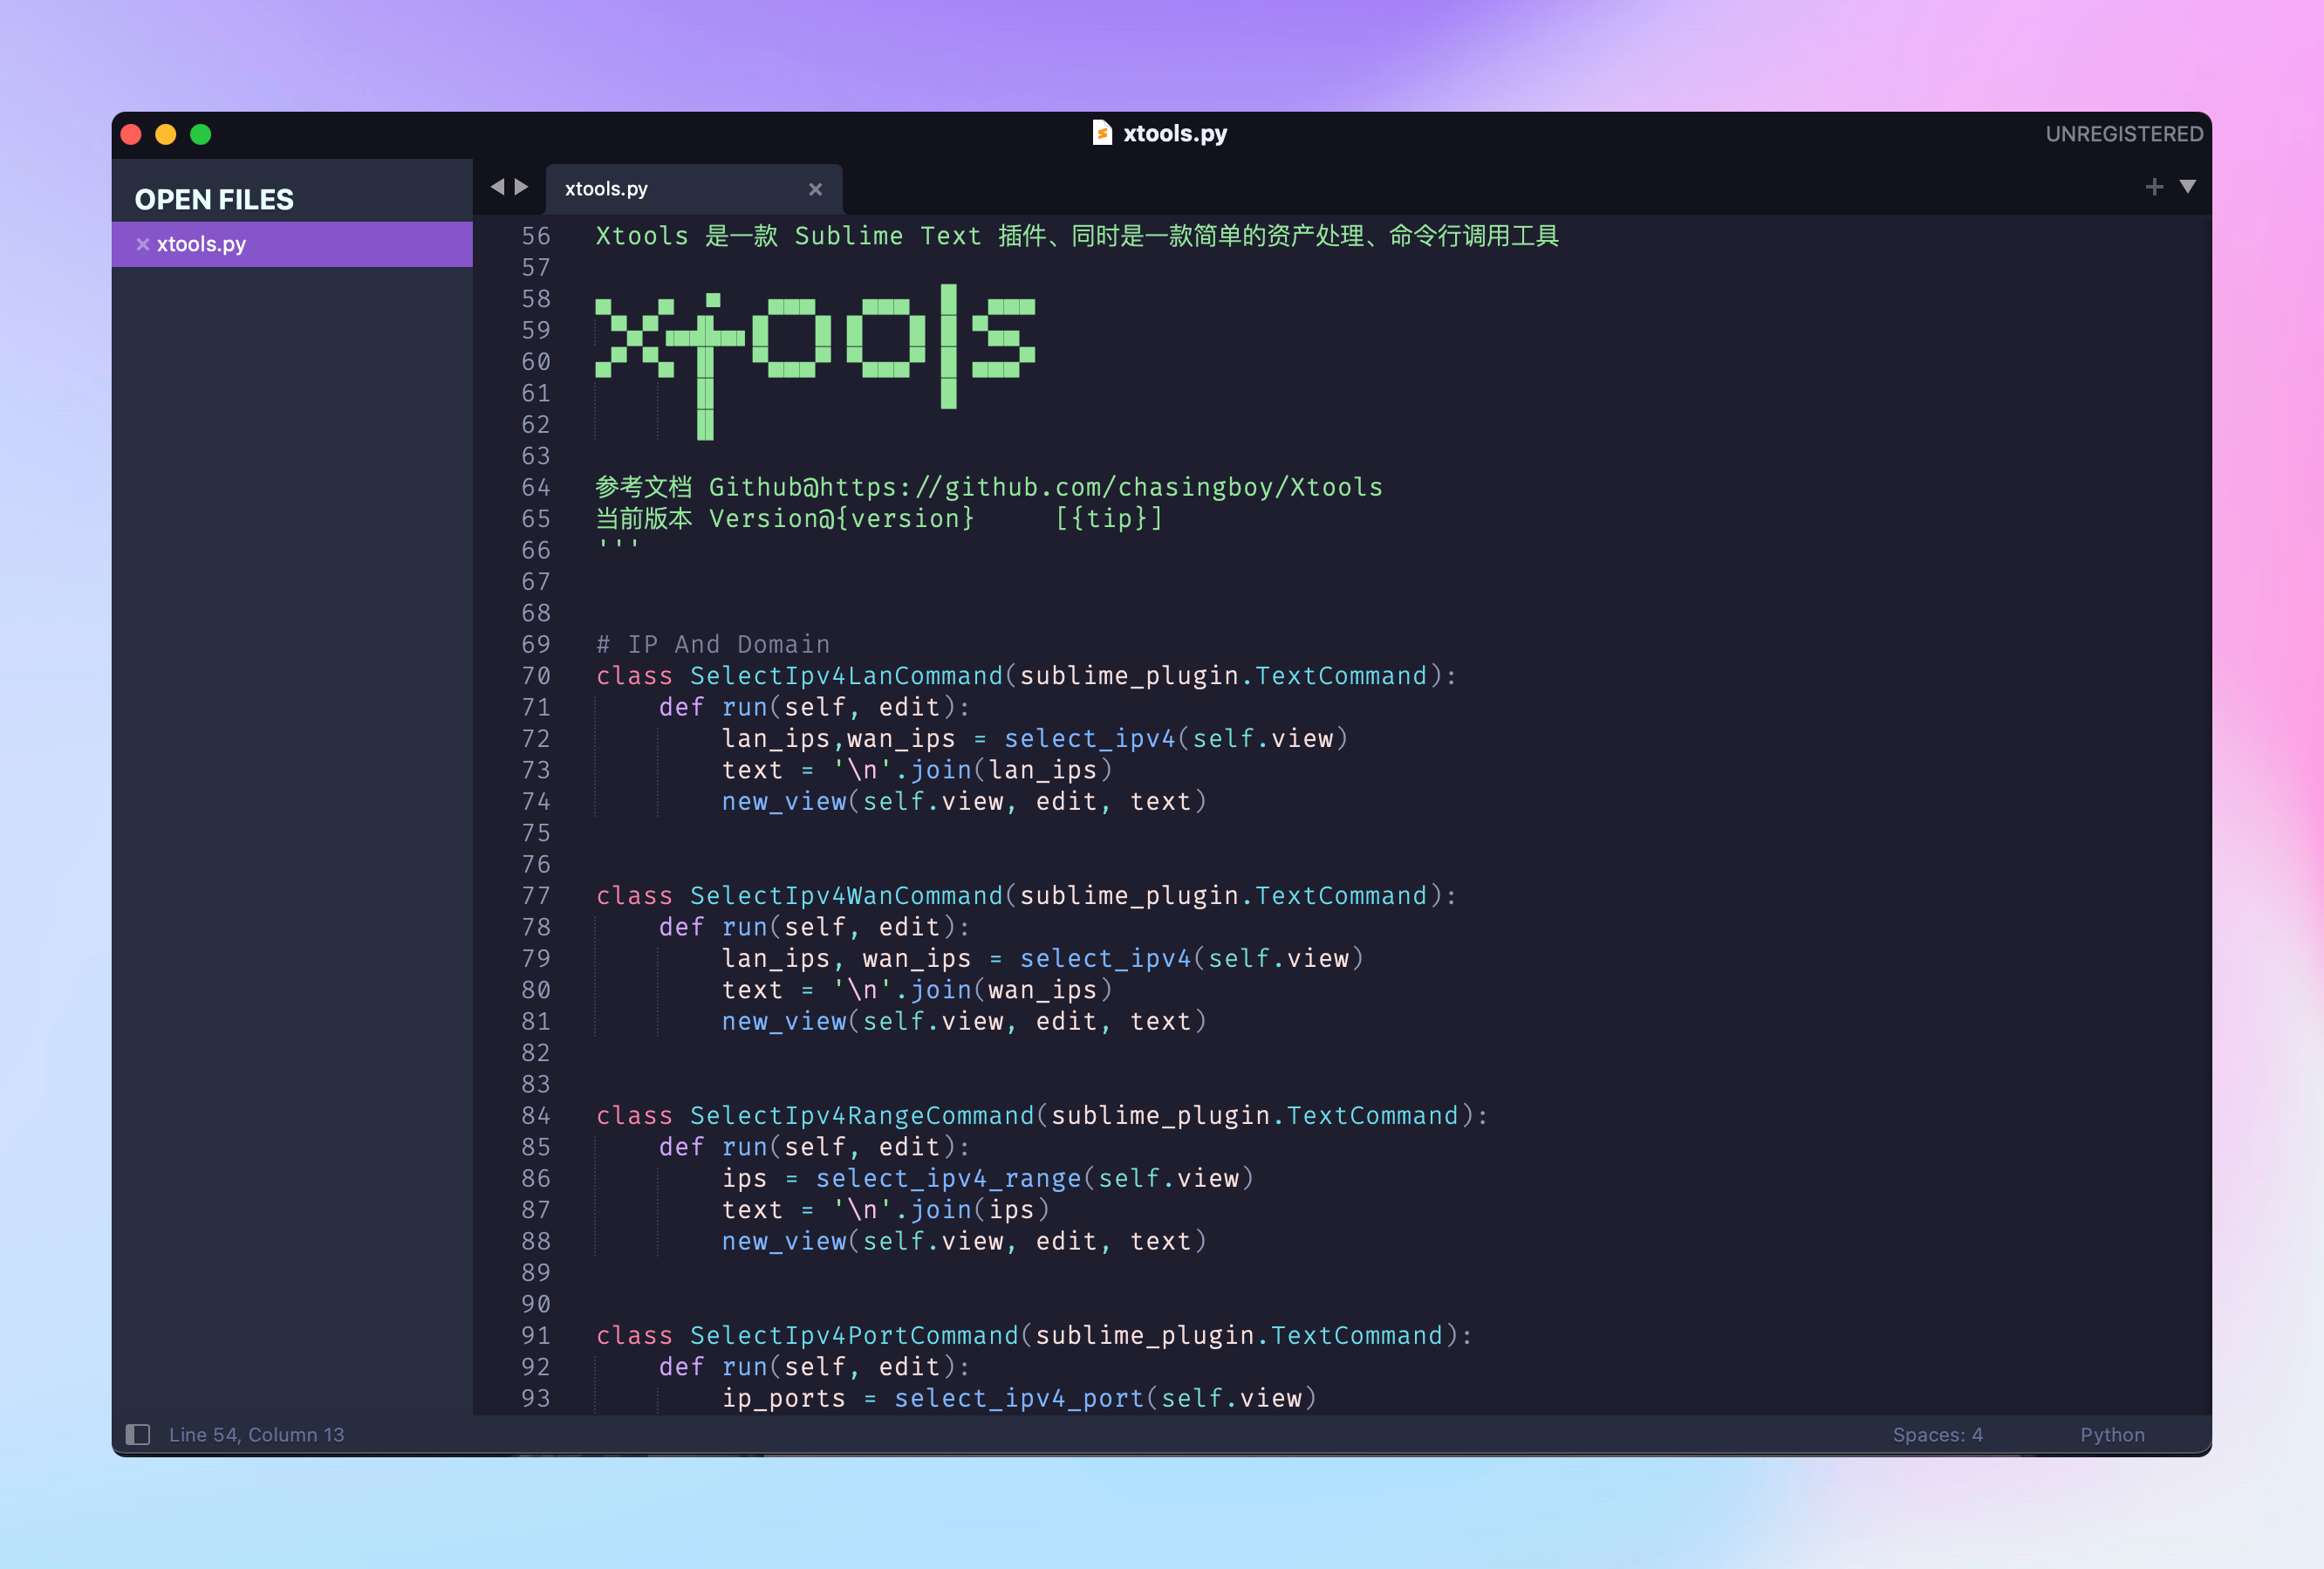 xtools.py
UNREGISTERED
OPEN FILES
xtools.py
xtools.py
56 Xtools 是一款 Sublime Text 插件、同时是一款简单的资产处理、命令行调用工具
57
58
xtools
59
60
61
62
63
64 参考文档 Github@https://github.com/chasingboy/Xtools
65 当前版本 Version@{version}     [{tip}]
66 '''
67
68
69 # IP And Domain
70 class SelectIpv4LanCommand(sublime_plugin.TextCommand):
71     def run(self, edit):
72         lan_ips,wan_ips = select_ipv4(self.view)
73         text = '\n'.join(lan_ips)
74         new_view(self.view, edit, text)
75
76
77 class SelectIpv4WanCommand(sublime_plugin.TextCommand):
78     def run(self, edit):
79         lan_ips, wan_ips = select_ipv4(self.view)
80         text = '\n'.join(wan_ips)
81         new_view(self.view, edit, text)
82
83
84 class SelectIpv4RangeCommand(sublime_plugin.TextCommand):
85     def run(self, edit):
86         ips = select_ipv4_range(self.view)
87         text = '\n'.join(ips)
88         new_view(self.view, edit, text)
89
90
91 class SelectIpv4PortCommand(sublime_plugin.TextCommand):
92     def run(self, edit):
93         ip_ports = select_ipv4_port(self.view)
Line 54, Column 13
Spaces: 4
Python